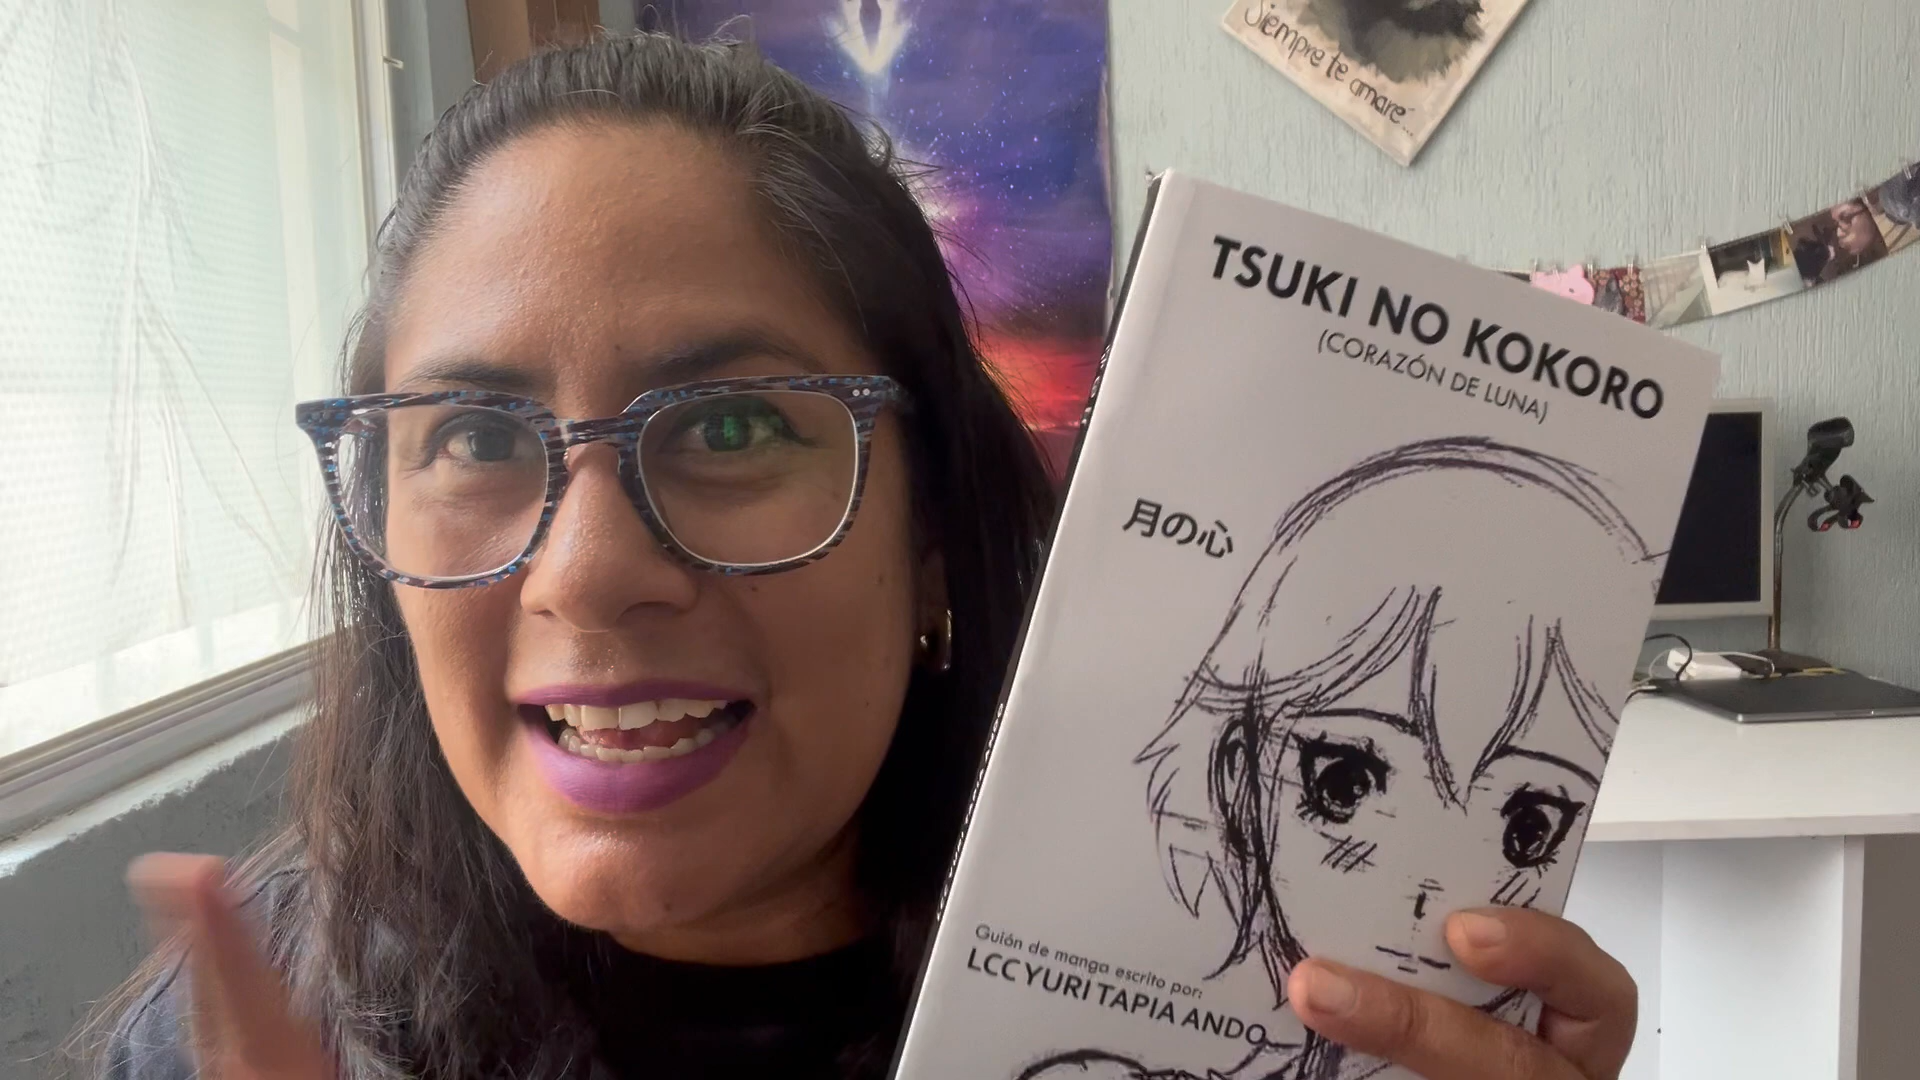 Siempre te amaré...
TSUKI NO KOKORO
(CORAZÓN DE LUNA)
月の心
Guión de manga escrito por:
LCC YURI TAPIA ANDO